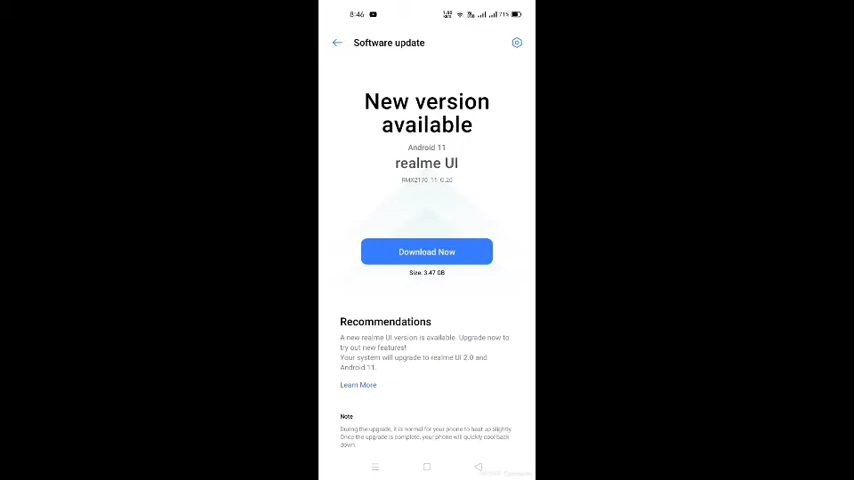 8:46
71%
Software update
New version
available
Android 11
realme UI
RMX2170_11_C.20
Download Now
Size: 3.47 GB
Recommendations
A new realme UI version is available. Upgrade now to
try out new features!
Your system will upgrade to realme UI 2.0 and
Android 11.
Learn More
Note
During the upgrade, it is normal for your phone to heat up slightly.
Once the upgrade is complete, your phone will quickly cool back
down.